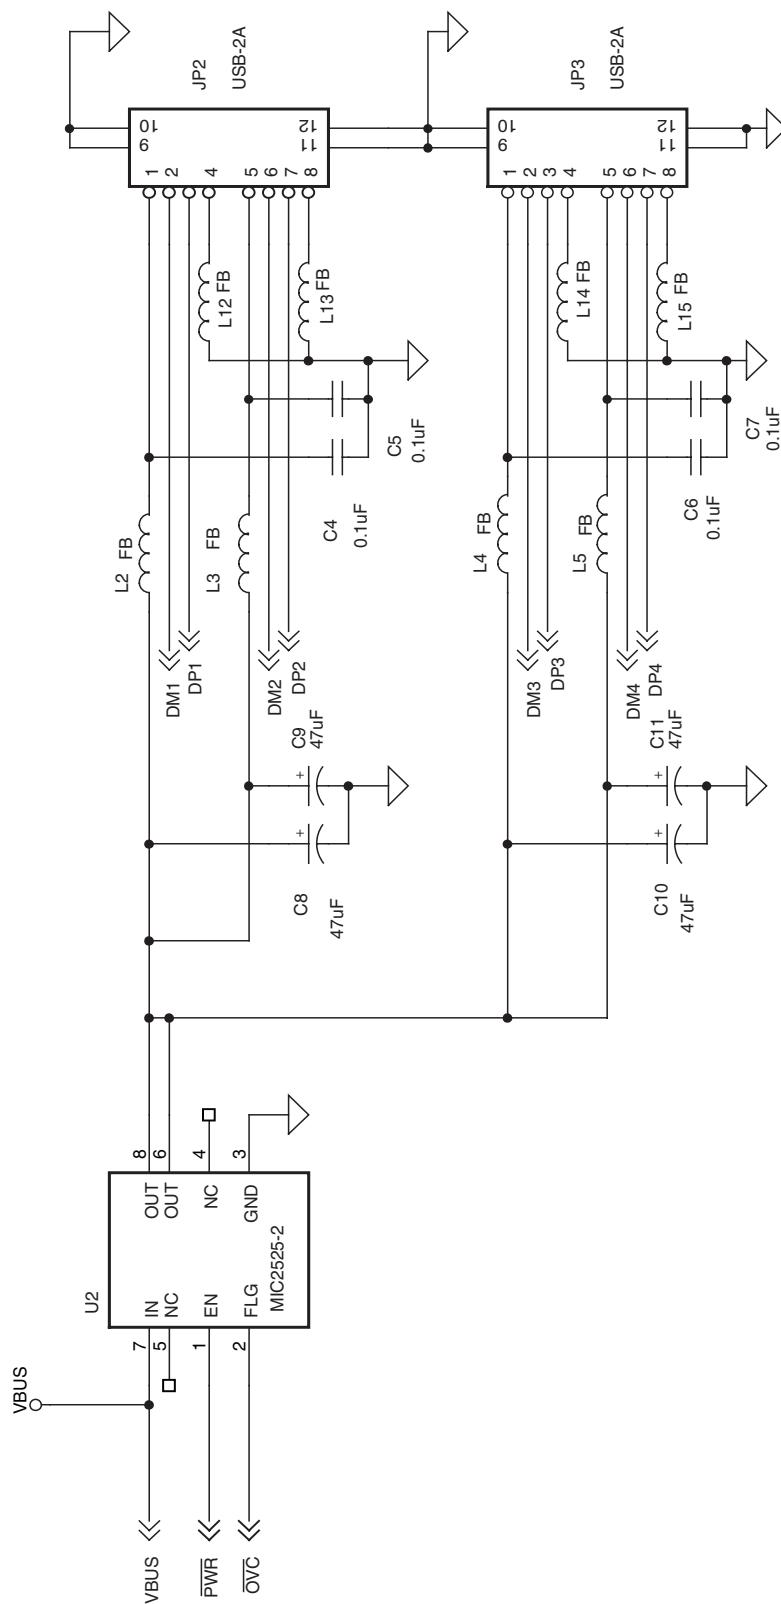 VBUS
VBUS
PWR
OVC
U2
7
5
1
2
IN
NC
EN
FLG
OUT
OUT
NC
GND
MIC2525-2
8
6
4
3
C8
47uF
+
C9
47uF
+
DM1
DP1
DM2
DP2
L2
FB
L3
FB
C4
0.1uF
C5
0.1uF
L12
FB
L13
FB
JP2
USB-2A
1
2
4
5
6
7
8
9
10
11
12
C10
47uF
+
C11
47uF
+
DM3
DP3
DM4
DP4
L4
FB
L5
FB
C6
0.1uF
C7
0.1uF
L14
FB
L15
FB
JP3
USB-2A
1
2
3
4
5
6
7
8
9
10
11
12